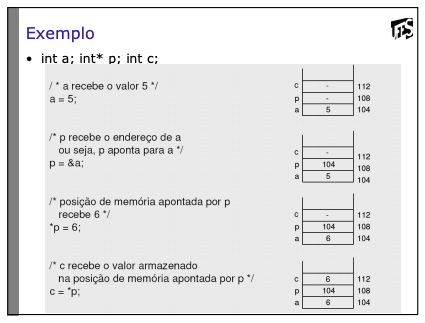 Exemplo
• int a; int* p; int c;
/ * a recebe o valor 5 */
a = 5;
c - 112
p - 108
a 5 104
/* p recebe o endereço de a
ou seja, p aponta para a */
p = &a;
c - 112
p 104 108
a 5 104
/* posição de memória apontada por p
recebe 6 */
*p = 6;
c - 112
p 104 108
a 6 104
/* c recebe o valor armazenado
na posição de memória apontada por p */
c = *p;
c 6 112
p 104 108
a 6 104